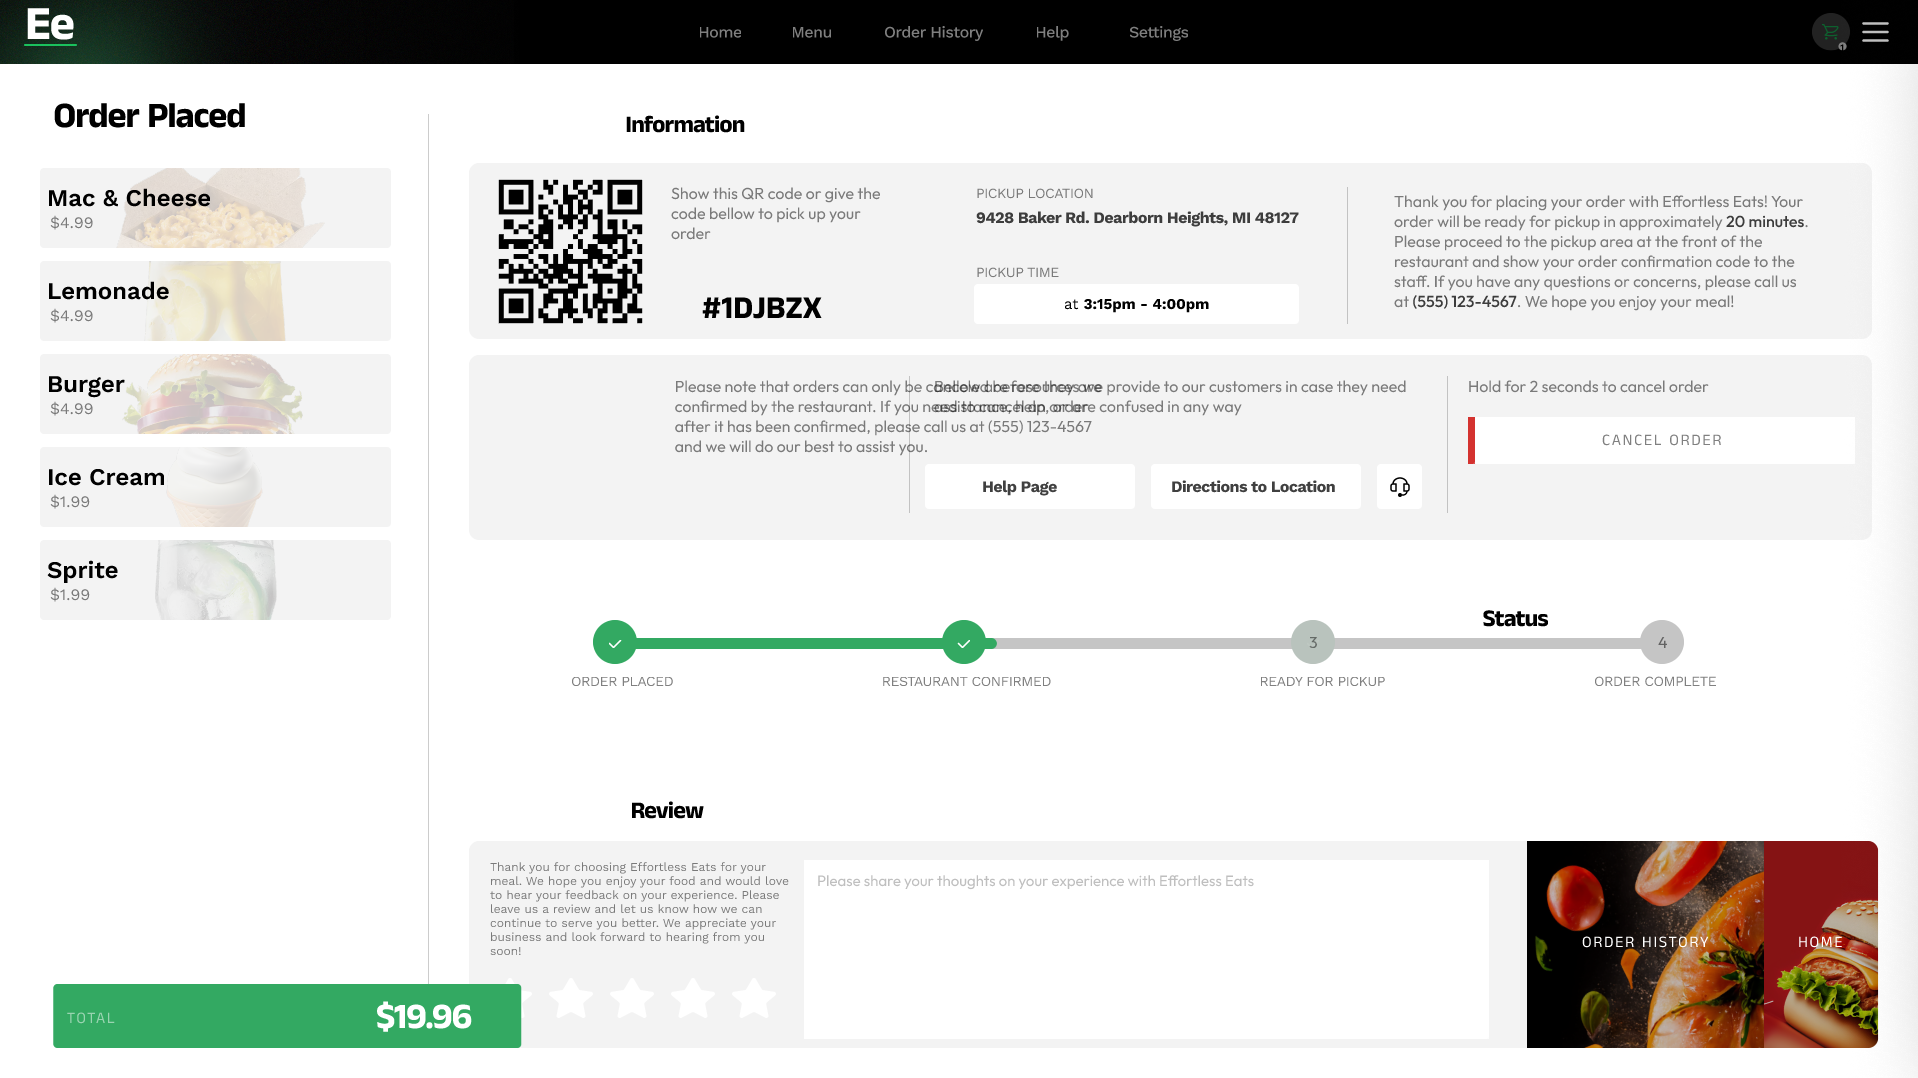 Ee
Home
Menu
Order History
Help
Settings
1
Order Placed
Mac & Cheese
$4.99
Lemonade
$4.99
Burger
$4.99
Ice Cream
$1.99
Sprite
$1.99
TOTAL
$19.96
Information
Show this QR code or give the
code bellow to pick up your
order
#1DJBZX
PICKUP LOCATION
9428 Baker Rd. Dearborn Heights, MI 48127
PICKUP TIME
at 3:15pm - 4:00pm
Thank you for placing your order with Effortless Eats! Your
order will be ready for pickup in approximately 20 minutes.
Please proceed to the pickup area at the front of the
restaurant and show your order confirmation code to the
staff. If you have any questions or concerns, please call us
at (555) 123-4567. We hope you enjoy your meal!
Please note that orders can only be canceled before they are
confirmed by the restaurant. If you need to cancel an order
after it has been confirmed, please call us at (555) 123-4567
and we will do our best to assist you.
Bellow are resources we provide to our customers in case they need
assistance, help, or are confused in any way
Help Page
Directions to Location
Hold for 2 seconds to cancel order
CANCEL ORDER
Status
3
4
ORDER PLACED
RESTAURANT CONFIRMED
READY FOR PICKUP
ORDER COMPLETE
Review
Thank you for choosing Effortless Eats for your
meal. We hope you enjoy your food and would love
to hear your feedback on your experience. Please
leave us a review and let us know how we can
continue to serve you better. We appreciate your
business and look forward to hearing from you
soon!
Please share your thoughts on your experience with Effortless Eats
ORDER HISTORY
HOME